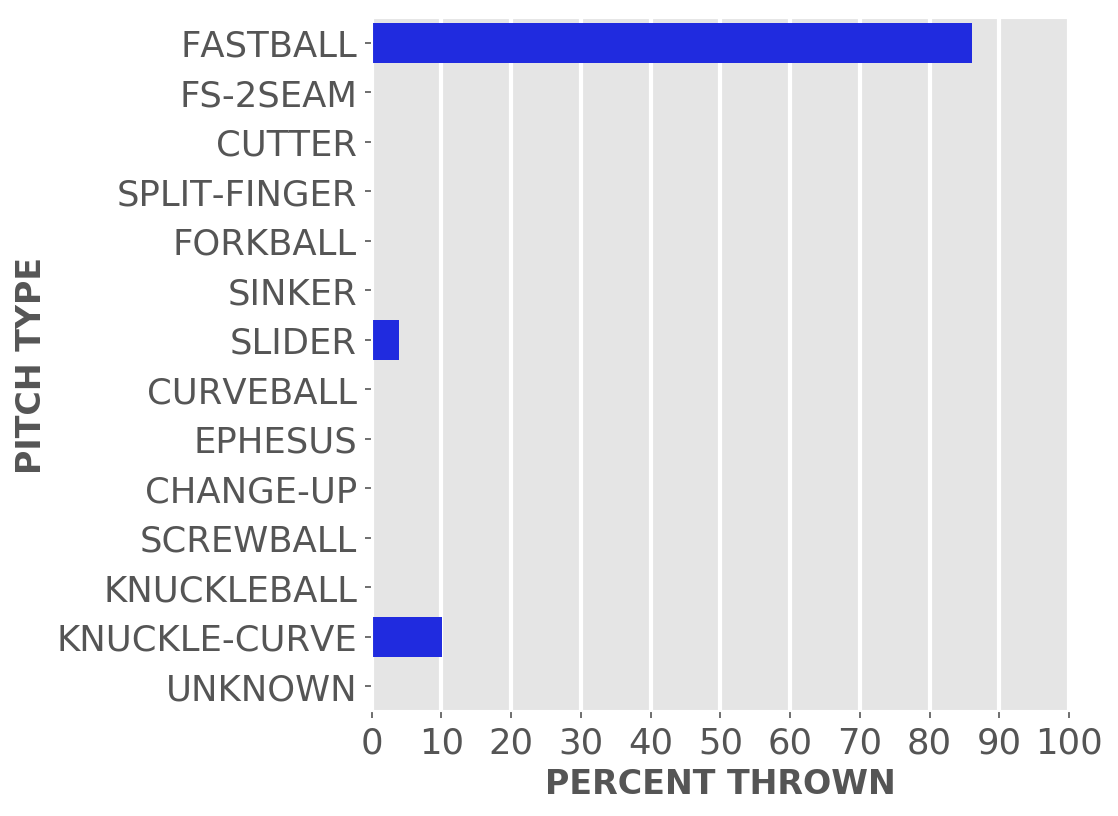 PITCH TYPE
FASTBALL
FS-2SEAM
CUTTER
SPLIT-FINGER
FORKBALL
SINKER
SLIDER
CURVEBALL
EPHESUS
CHANGE-UP
SCREWBALL
KNUCKLEBALL
KNUCKLE-CURVE
UNKNOWN
0 10 20 30 40 50 60 70 80 90 100
PERCENT THROWN